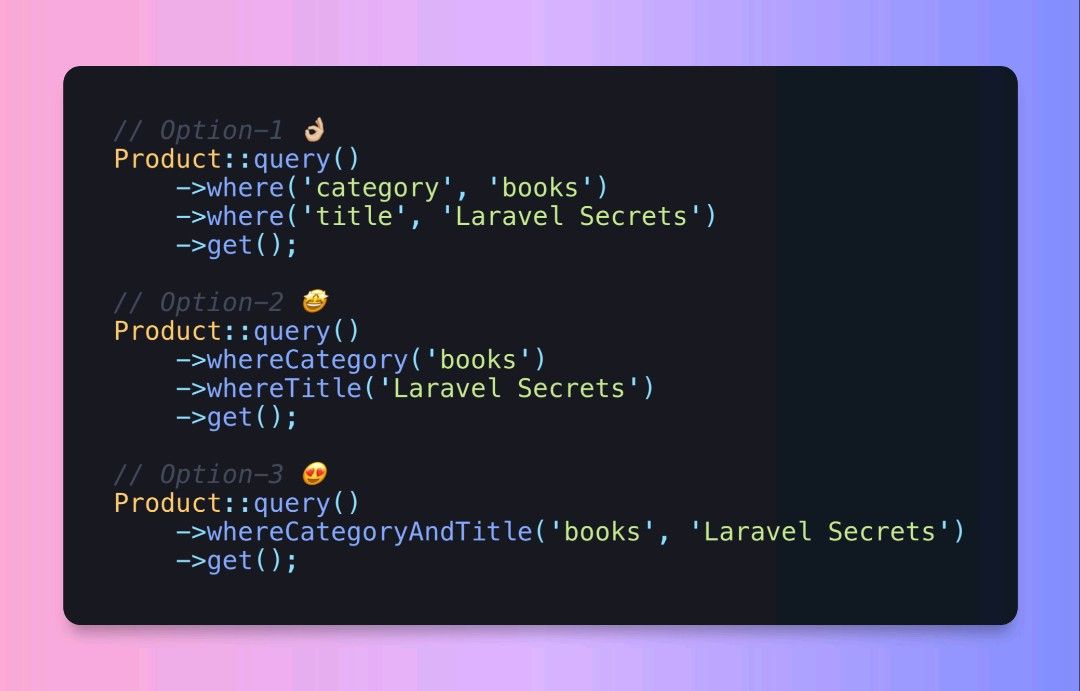 // Option-1 👌🏼
Product::query()
    ->where('category', 'books')
    ->where('title', 'Laravel Secrets')
    ->get();
// Option-2 🤩
Product::query()
    ->whereCategory('books')
    ->whereTitle('Laravel Secrets')
    ->get();
// Option-3 😍
Product::query()
    ->whereCategoryAndTitle('books', 'Laravel Secrets')
    ->get();